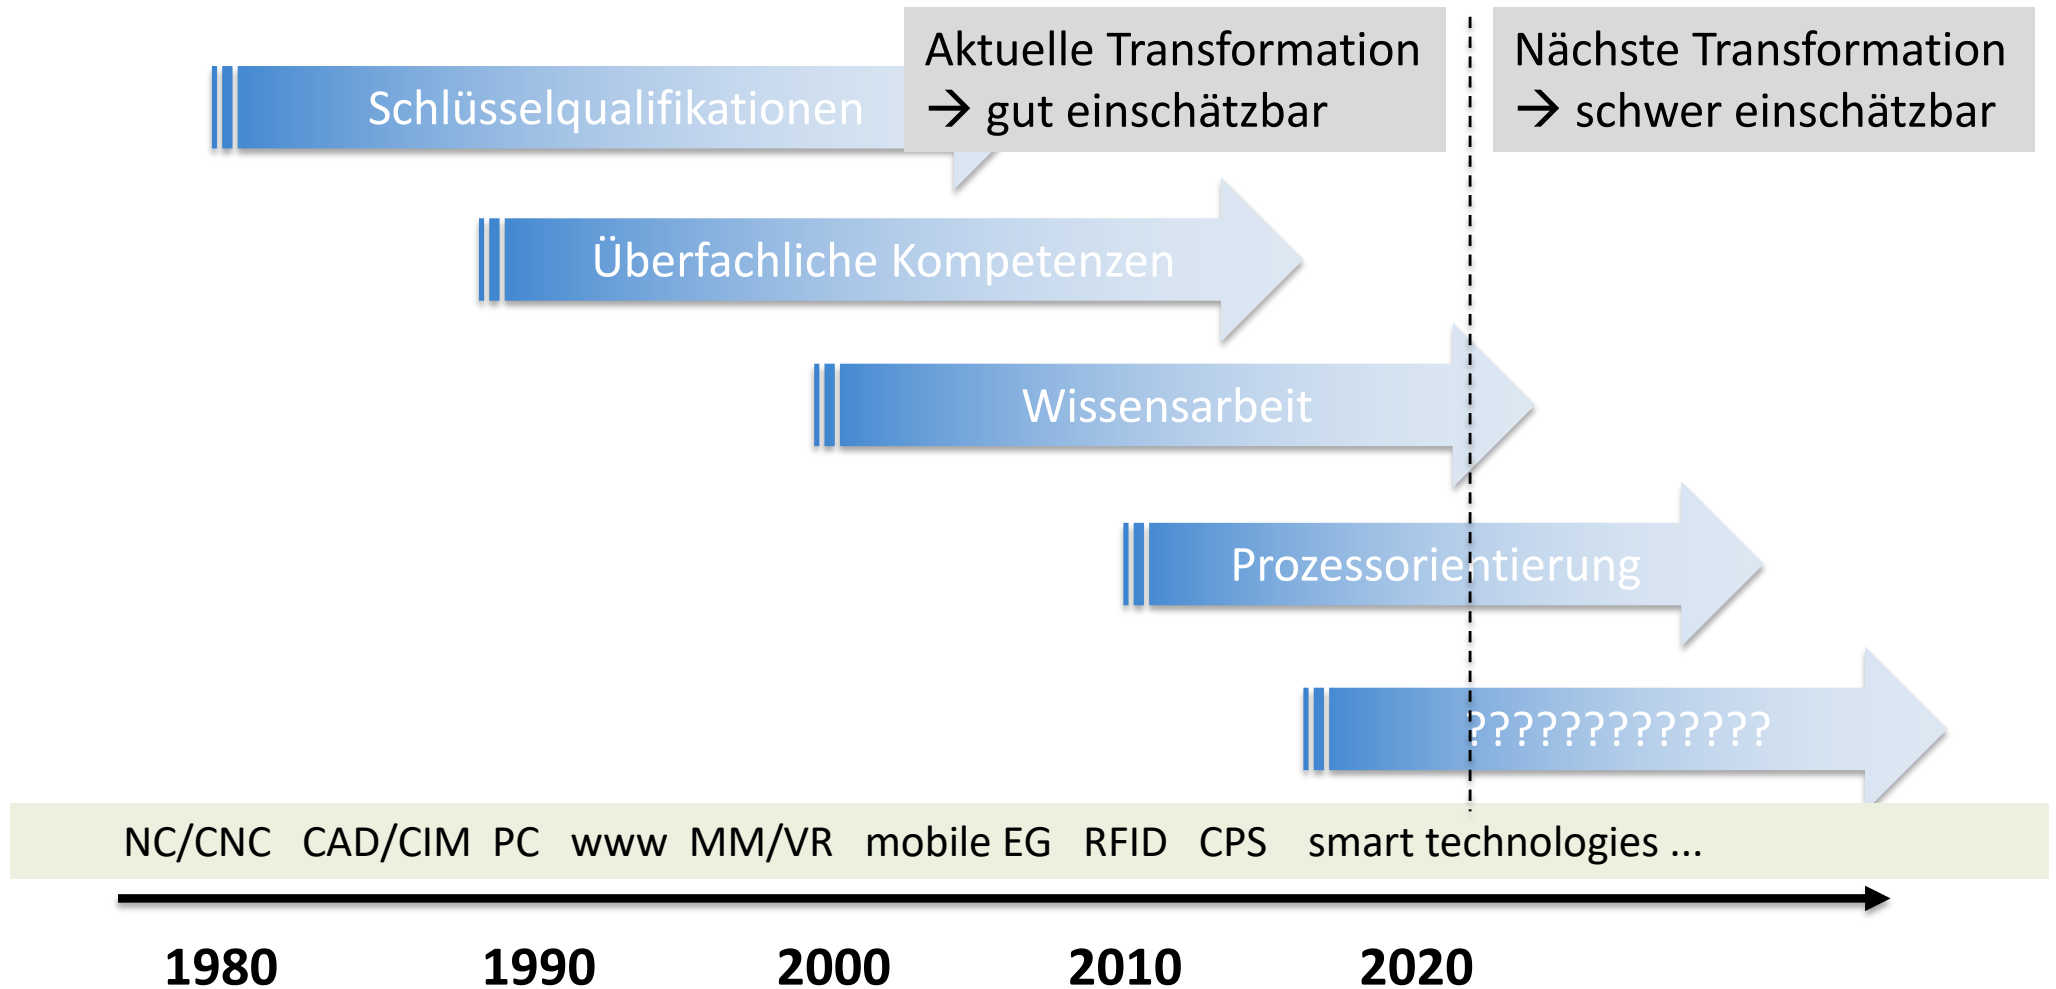 Aktuelle Transformation
→ gut einschätzbar
Nächste Transformation
→ schwer einschätzbar
Schlüsselqualifikationen
Überfachliche Kompetenzen
Wissensarbeit
Prozessorientierung
?????????????
NC/CNC CAD/CIM PC www MM/VR mobile EG RFID CPS smart technologies ...
1980 1990 2000 2010 2020